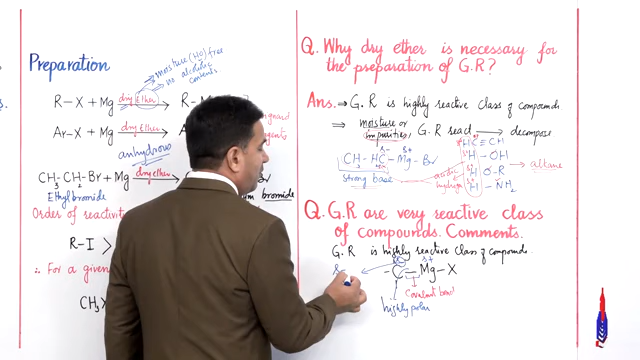 Preparation
moisture (H2O) free
no alcoholic
contents
R-X + Mg dry Ether R-M
Ar-X + Mg dry Ether A
anhydrous
CH3-CH2-Br + Mg dry ether
Ethyl bromide
bromide
Order of reactivity
R-I >
∴ For a given
CH3X
Q. Why dry ether is necessary for
the preparation of G.R?
Ans. ⇒ G.R is highly reactive class of compounds.
⇒ moisture or G.R react → decompose
impurities
CH3-H2C-Mg-Br
δ- δ+
strong base
acidic
hydrogen
HC≡CH
H-OH
H-O-R
H-NH2
alkane
Q. G.R are very reactive class
of compounds. Comments.
G.R is highly reactive class of compounds.
δ- -C-Mg-X
δ+
covalent bond
highly polar